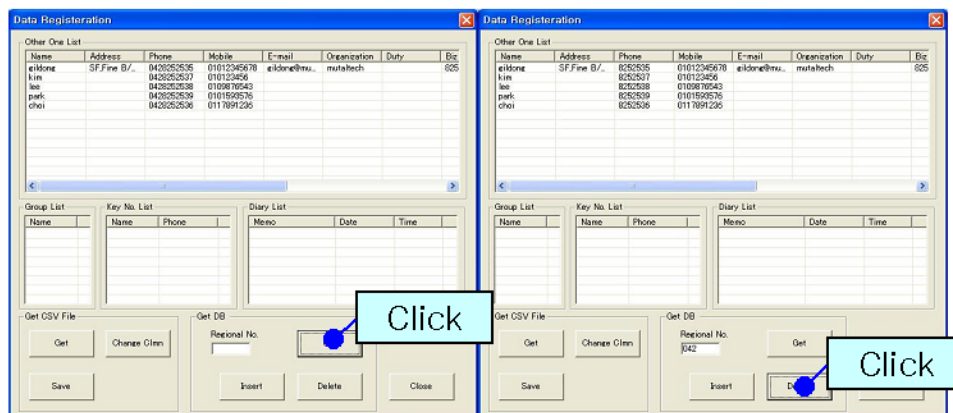 Data Registeration
Other One List
Name Address Phone Mobile E-mail Organization Duty Biz
gildong SF,Fine B/... 0428252535 01012345678 gildong@mu... mutaltech 825
kim 0428252537 010123456
lee 0428252538 0109876543
park 0428252539 0101593576
choi 0428252536 0117891236
Group List Key No. List Diary List
Name Name Phone Memo Date Time
Get CSV File Get DB
Regional No.
Get Change Clmn
Save Insert Delete Close
Click
Data Registeration
Other One List
Name Address Phone Mobile E-mail Organization Duty Biz
gildong SF,Fine B/... 8252535 01012345678 gildong@mu... mutaltech 825
kim 8252537 010123456
lee 8252538 0109876543
park 8252539 0101593576
choi 8252536 0117891236
Group List Key No. List Diary List
Name Name Phone Memo Date Time
Get CSV File Get DB
Regional No.
Get Change Clmn 042 Get
Save Insert
Click